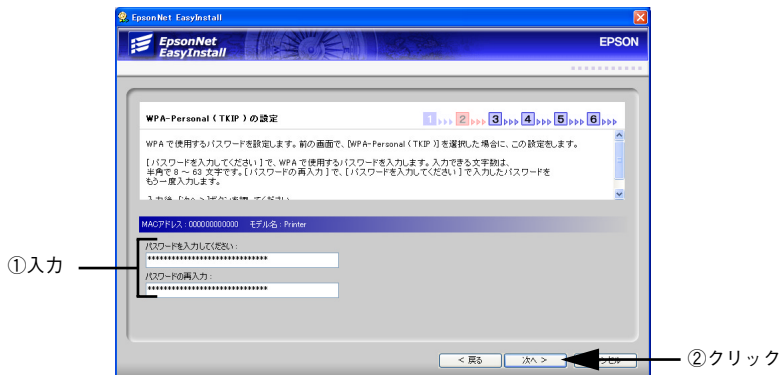 EpsonNet EasyInstall
EpsonNet
EasyInstall
EPSON
WPA-Personal ( TKIP ) の設定
1 2 3 4 5 6
WPA で使用するパスワードを設定します。前の画面で、[WPA-Personal ( TKIP )] を選択した場合に、この設定をします。
[ パスワードを入力してください ] で、WPA で使用するパスワードを入力します。入力できる文字数は、
半角で 8 ～ 63 文字です。[ パスワードの再入力 ] で、[ パスワードを入力してください ] で入力したパスワードを
もう一度入力します。
MACアドレス : 000000000000 モデル名 : Printer
パスワードを入力してください :
******************************
パスワードの再入力 :
******************************
①入力
< 戻る
次へ >
②クリック